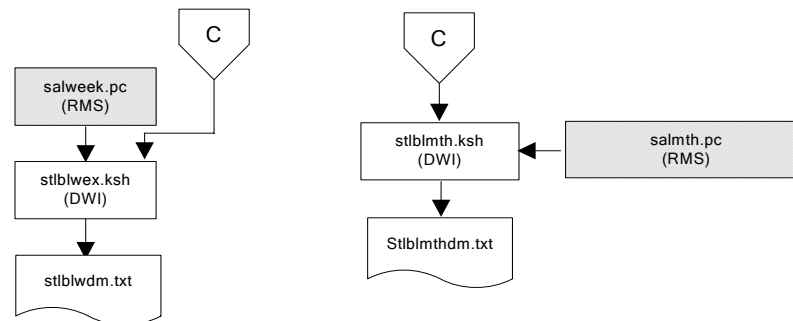 C
salweek.pc
(RMS)
stlblwex.ksh
(DWI)
stlblwdm.txt
C
stlblmth.ksh
(DWI)
salmth.pc
(RMS)
Stlblmthdm.txt